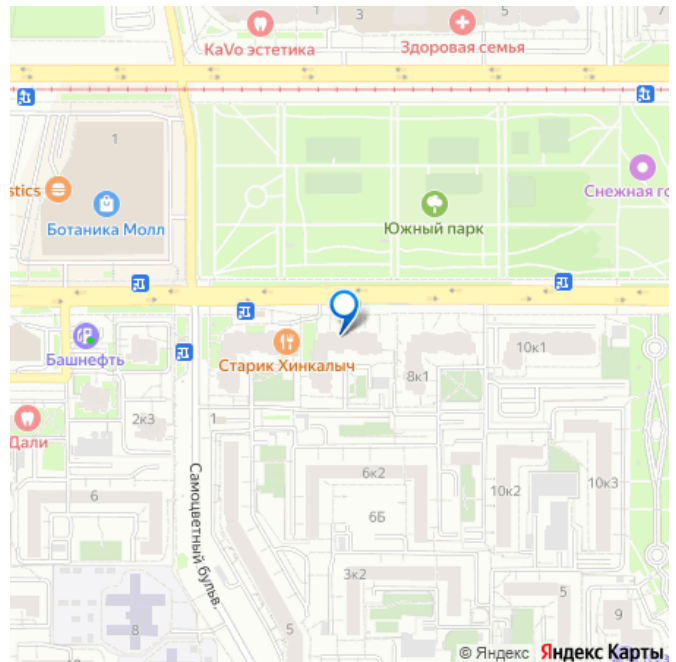 1
3
5
7
KaVo эстетика
Здоровая семья
1
stics
Ботаника Молл
Южный парк
Снежная го
Башнефть
Старик Хинкалыч
8к1
10к1
2к3
1
Дали
6к2
6
Самоцветный бульв.
6Б
10к2
10к3
3к2
5
5
9
8
© Яндекс Яндекс Карты